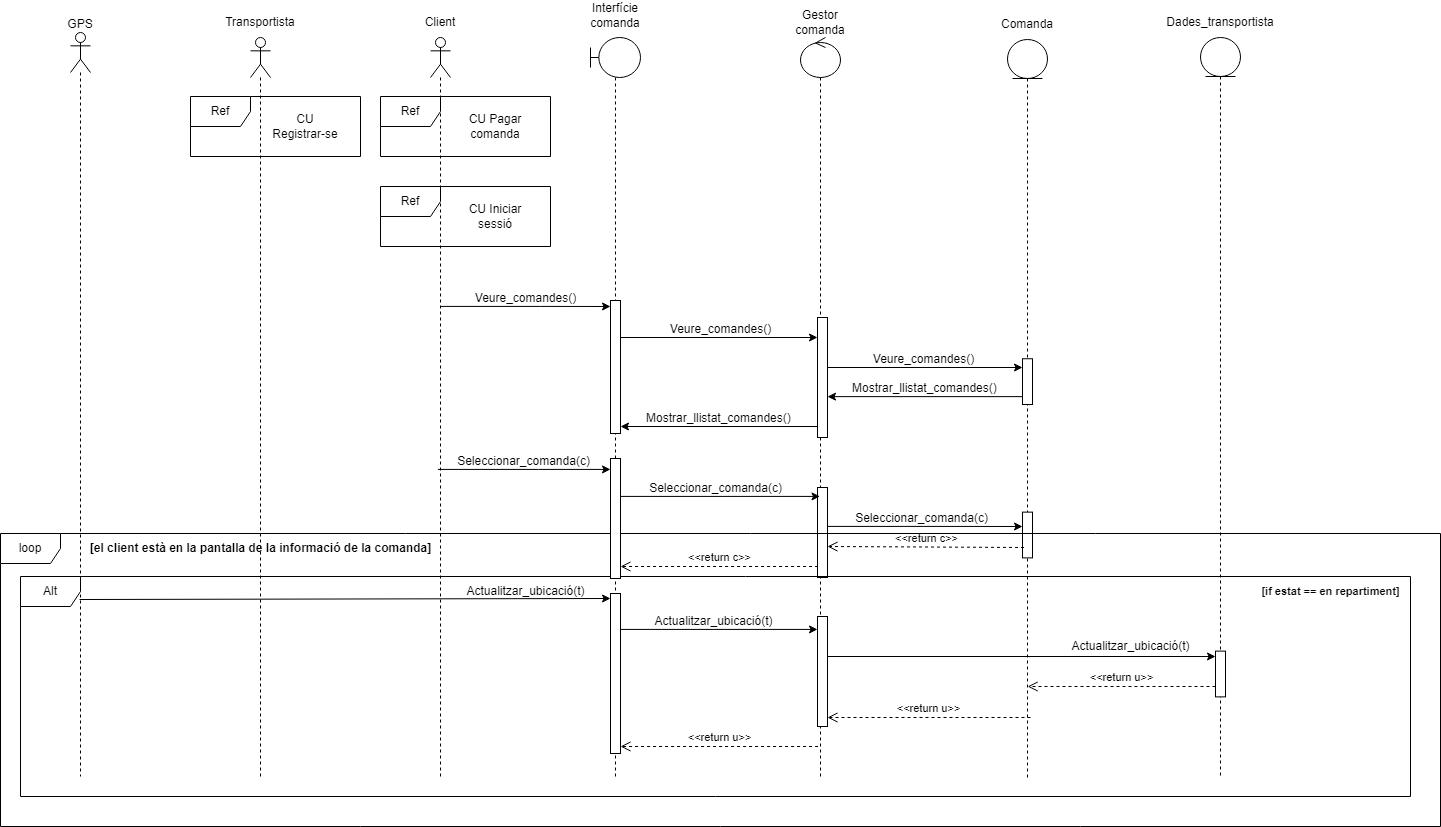 GPS
Transportista
Client
Interfície
comanda
Gestor
comanda
Comanda
Dades_transportista
Ref
CU
Registrar-se
Ref
CU Pagar
comanda
Ref
CU Iniciar
sessió
Veure_comandes()
Veure_comandes()
Veure_comandes()
Mostrar_llistat_comandes()
Mostrar_llistat_comandes()
Seleccionar_comanda(c)
Seleccionar_comanda(c)
Seleccionar_comanda(c)
<<return c>>
loop
[el client està en la pantalla de la informació de la comanda]
<<return c>>
Alt
[if estat == en repartiment]
Actualitzar_ubicació(t)
Actualitzar_ubicació(t)
Actualitzar_ubicació(t)
<<return u>>
<<return u>>
<<return u>>